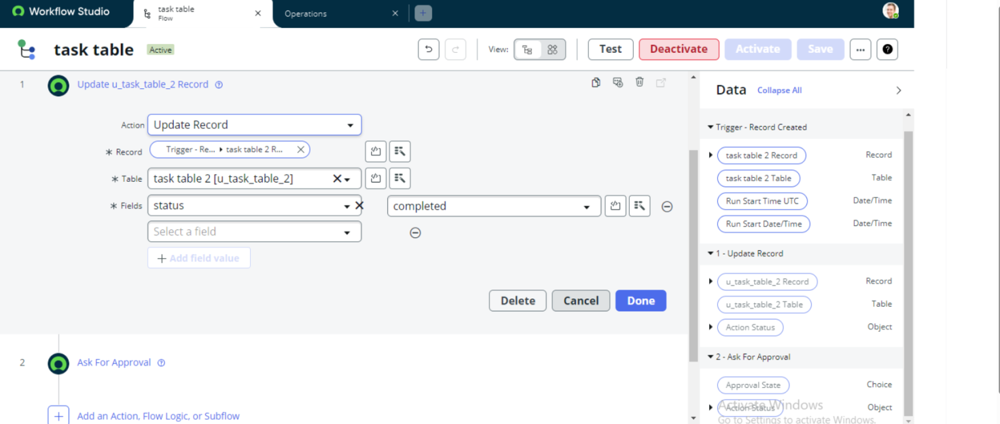 Workflow Studio
task table
Flow
Operations
task table Active
View:
Test
Deactivate
Activate
Save
1 Update u_task_table_2 Record
Action Update Record
* Record Trigger - Re... ▸ task table 2 R...
* Table task table 2 [u_task_table_2]
* Fields status completed
Select a field
+ Add field value
Delete Cancel Done
2 Ask For Approval
+ Add an Action, Flow Logic, or Subflow
Data Collapse All
Trigger - Record Created
task table 2 Record Record
task table 2 Table Table
Run Start Time UTC Date/Time
Run Start Date/Time Date/Time
1 - Update Record
u_task_table_2 Record Record
u_task_table_2 Table Table
Action Status Object
2 - Ask For Approval
Approval State Choice
Action Status Object
Activate Windows
Go to Settings to activate Windows.